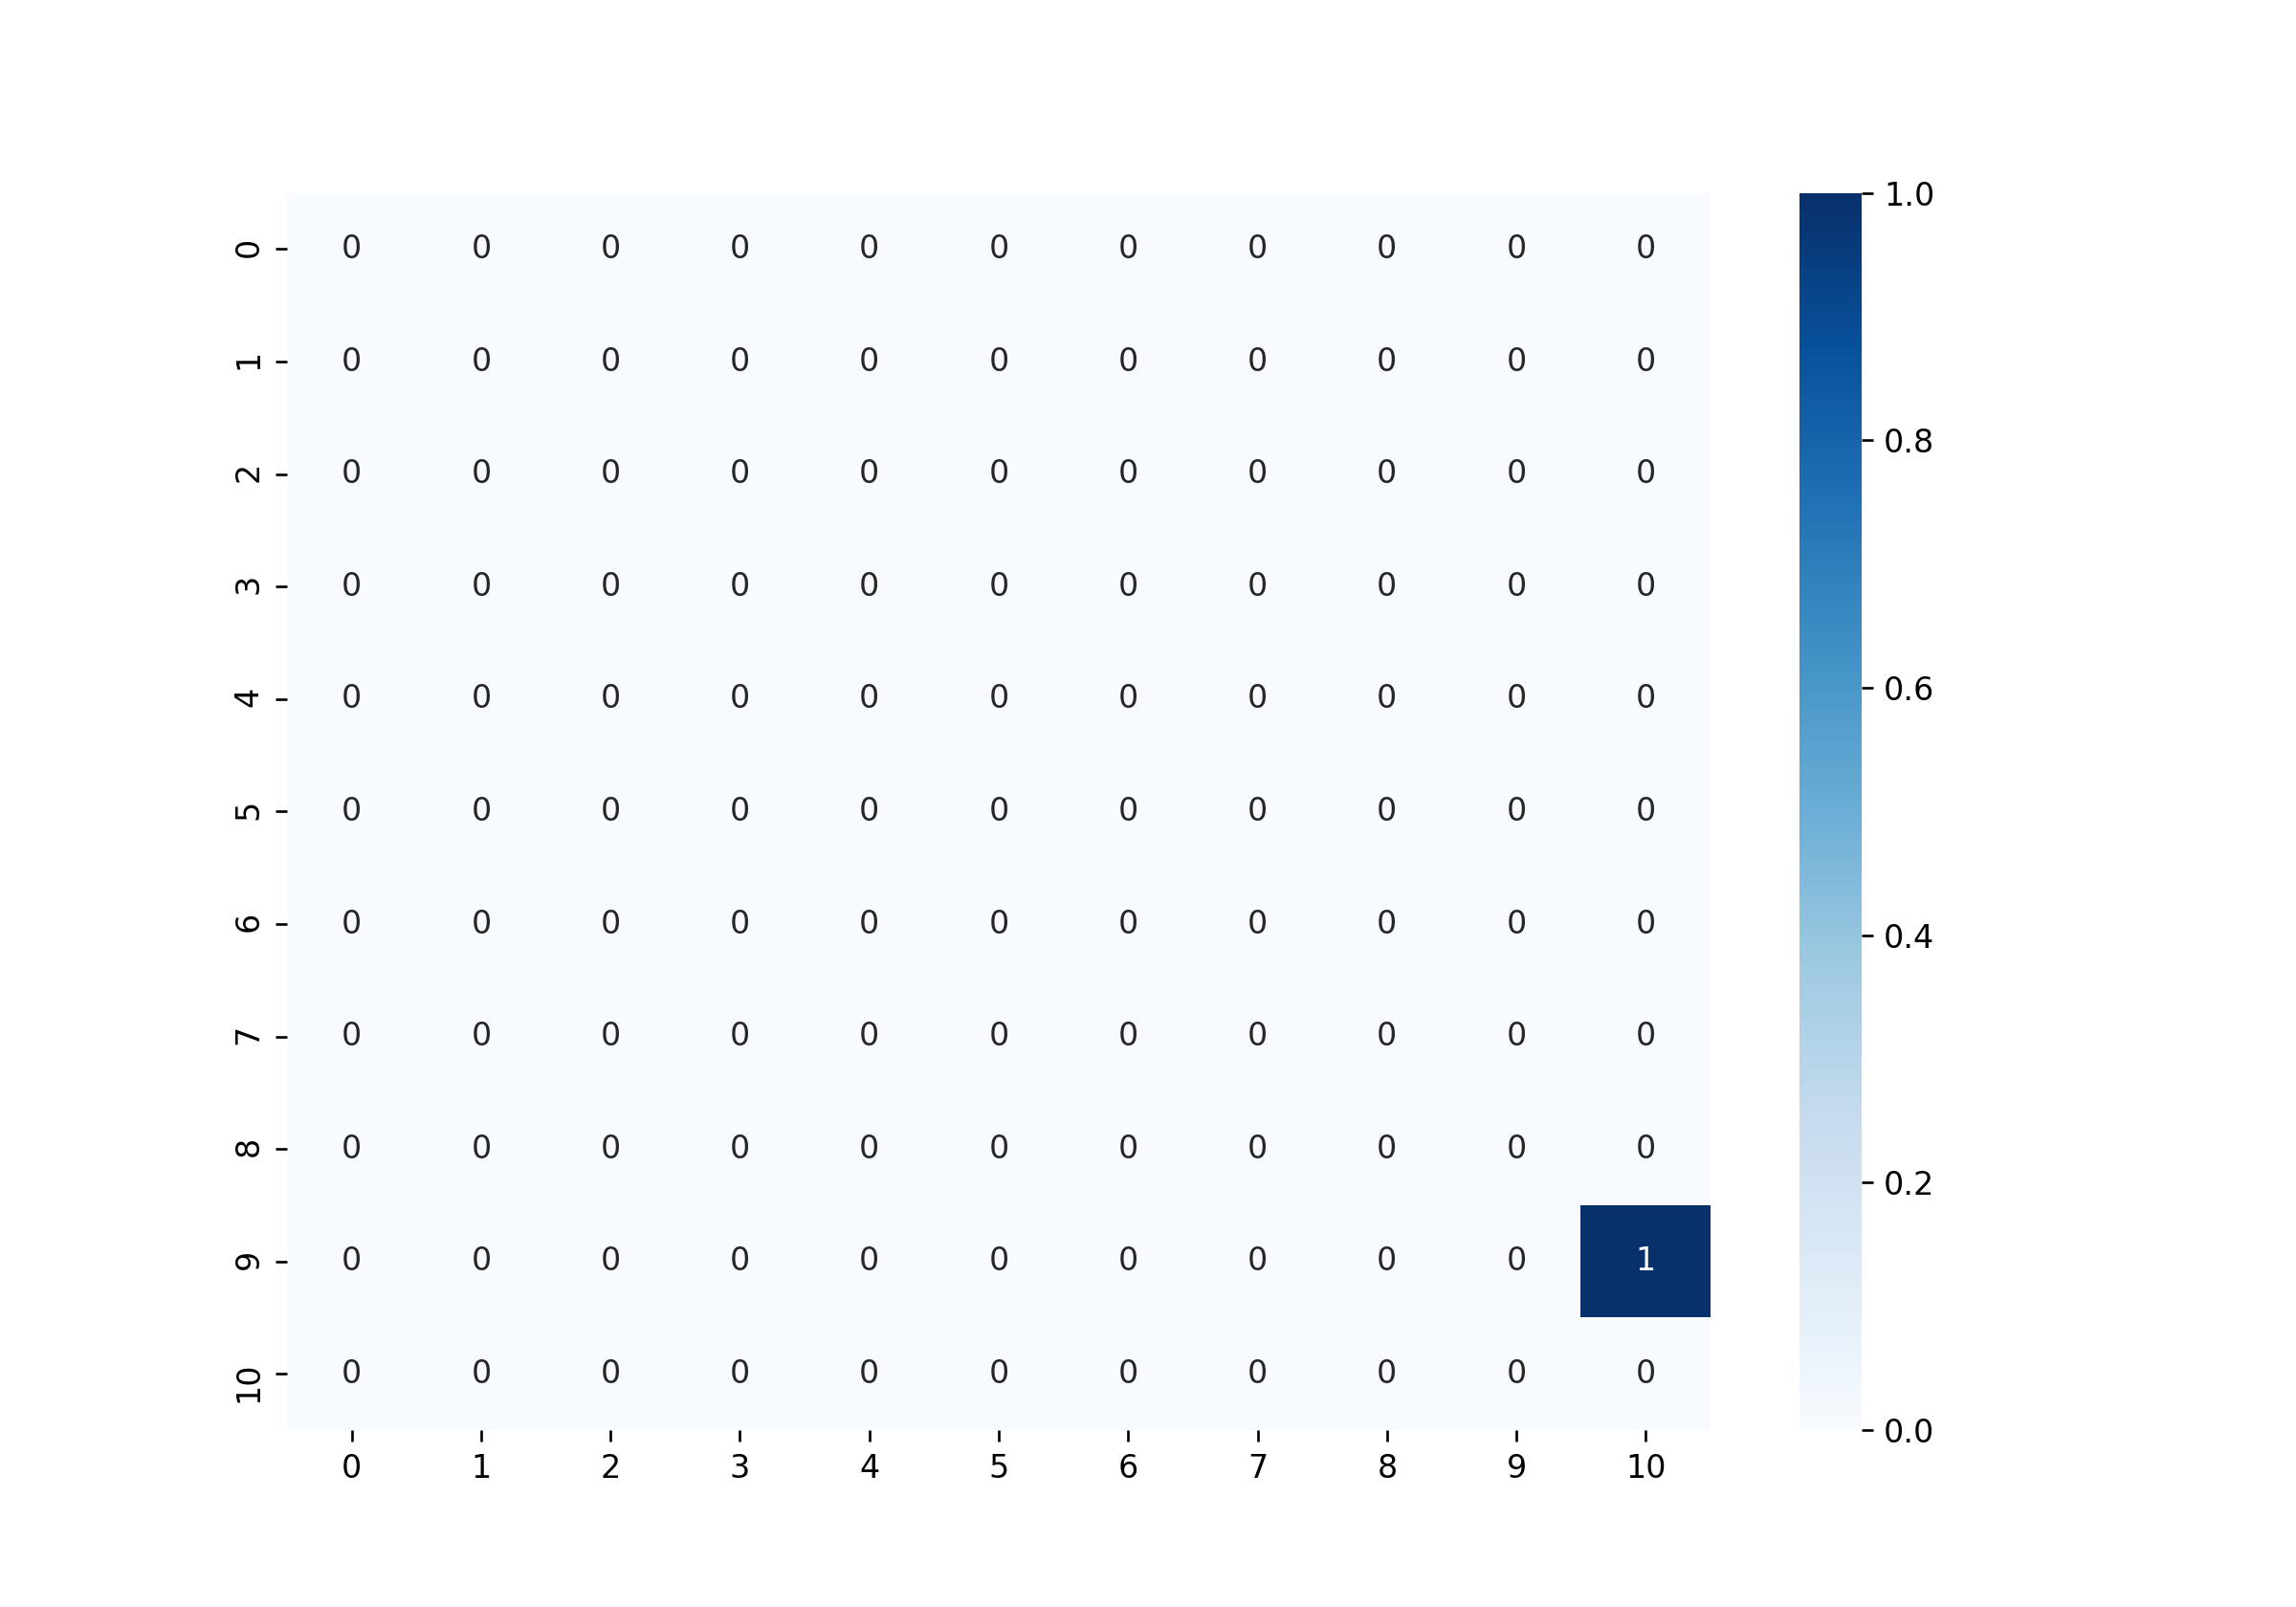 1.0
0 0 0 0 0 0 0 0 0 0 0 0
1 0 0 0 0 0 0 0 0 0 0 0
0.8
2 0 0 0 0 0 0 0 0 0 0 0
3 0 0 0 0 0 0 0 0 0 0 0
0.6
4 0 0 0 0 0 0 0 0 0 0 0
5 0 0 0 0 0 0 0 0 0 0 0
6 0 0 0 0 0 0 0 0 0 0 0
0.4
7 0 0 0 0 0 0 0 0 0 0 0
8 0 0 0 0 0 0 0 0 0 0 0
0.2
9 0 0 0 0 0 0 0 0 0 0 1
10 0 0 0 0 0 0 0 0 0 0 0
0.0
0 1 2 3 4 5 6 7 8 9 10